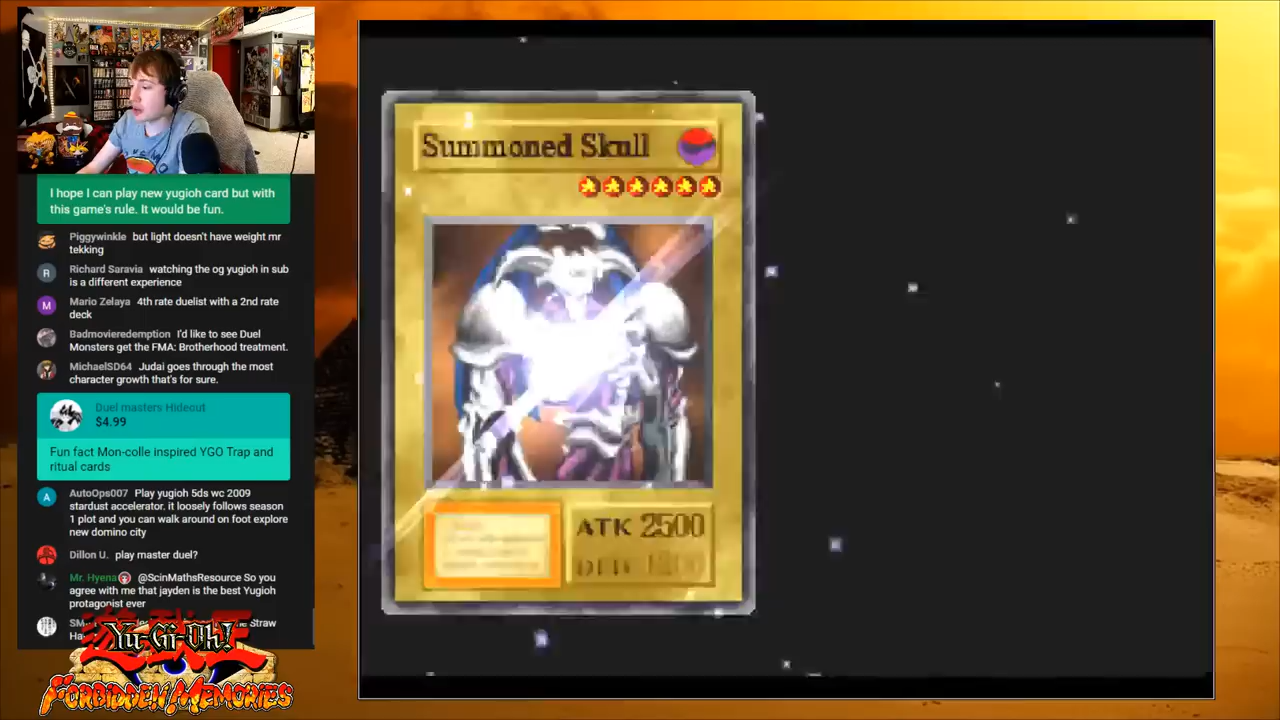 I hope I can play new yugioh card but with
this game's rule. It would be fun.
Piggywinkle but light doesn't have weight mr
tekking
Richard Saravia watching the og yugioh in sub
is a different experience
Mario Zelaya 4th rate duelist with a 2nd rate
deck
Badmovieredemption I'd like to see Duel
Monsters get the FMA: Brotherhood treatment.
MichaelSD64 Judai goes through the most
character growth that's for sure.
Duel masters Hideout
$4.99
Fun fact Mon-colle inspired YGO Trap and
ritual cards
AutoOps007 Play yugioh 5ds wc 2009
stardust accelerator. it loosely follows season
1 plot and you can walk around on foot explore
new domino city
Dillon U. play master duel?
Mr. Hyena @ScinMathsResource So you
agree with me that jayden is the best Yugioh
protagonist ever
Straw
Yu-Gi-Oh!
Forbidden Memories
Summoned Skull
ATK 2500